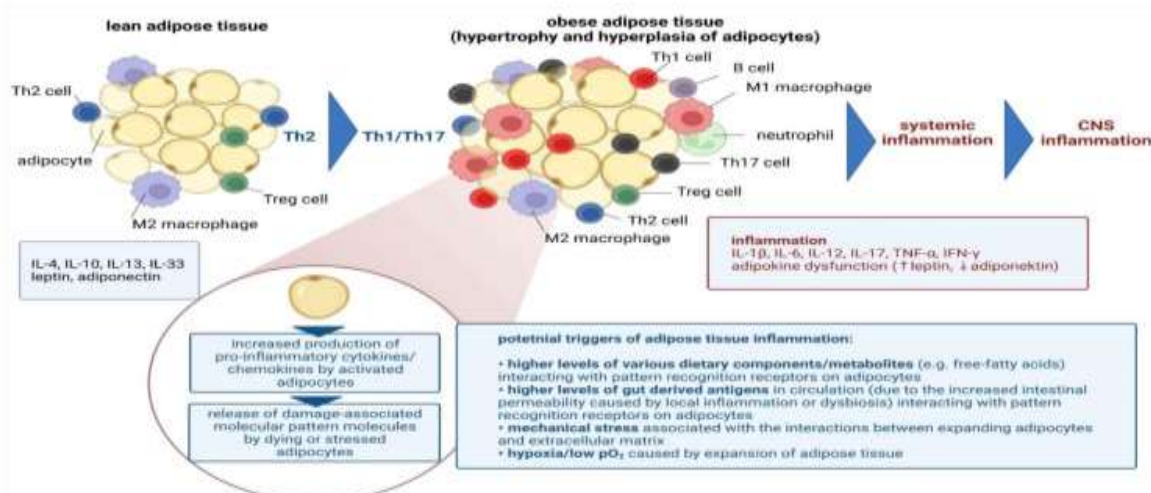 lean adipose tissue
obese adipose tissue
(hypertrophy and hyperplasia of adipocytes)
Th1 cell
B cell
M1 macrophage
neutrophil
Th17 cell
Treg cell
Th2 cell
M2 macrophage
Th2 cell
adipocyte
Th2
Th1/Th17
Treg cell
M2 macrophage
systemic
inflammation
CNS
inflammation
IL-4, IL-10, IL-13, IL-33
leptin, adiponectin
inflammation
IL-1β, IL-6, IL-12, IL-17, TNF-α, IFN-γ
adipokine dysfunction (↑leptin, ↓ adiponektin)
increased production of
pro-inflammatory cytokines/
chemokines by activated
adipocytes
release of damage-associated
molecular pattern molecules
by dying or stressed
adipocytes
potetnial triggers of adipose tissue inflammation:
• higher levels of various dietary components/metabolites (e.g. free-fatty acids)
interacting with pattern recognition receptors on adipocytes
• higher levels of gut derived antigens in circulation (due to the increased intestinal
permeability caused by local inflammation or dysbiosis) interacting with pattern
recognition receptors on adipocytes
• mechanical stress associated with the interactions between expanding adipocytes
and extracellular matrix
• hypoxia/low pO₂ caused by expansion of adipose tissue